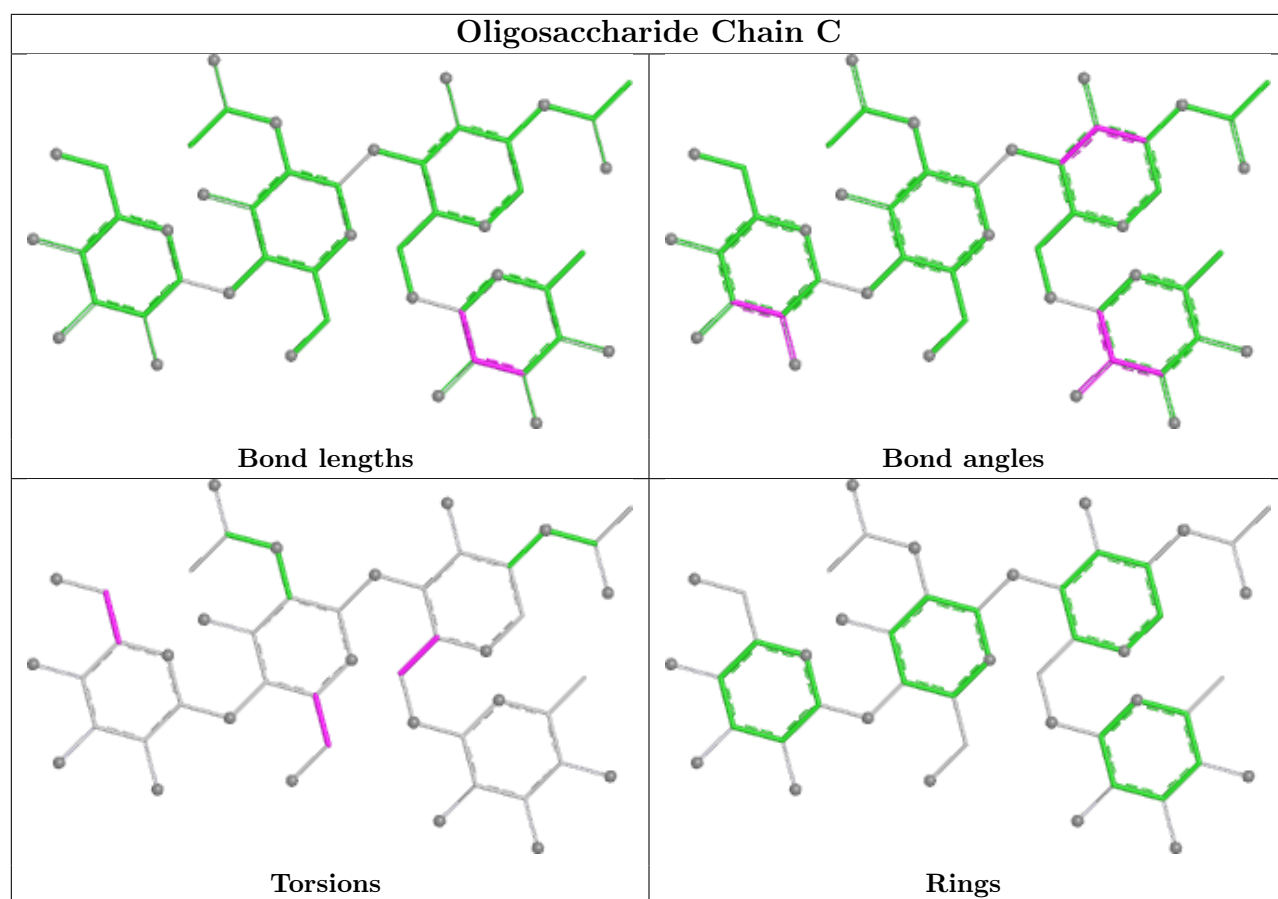 Oligosaccharide Chain C
Bond lengths
Bond angles
Torsions
Rings